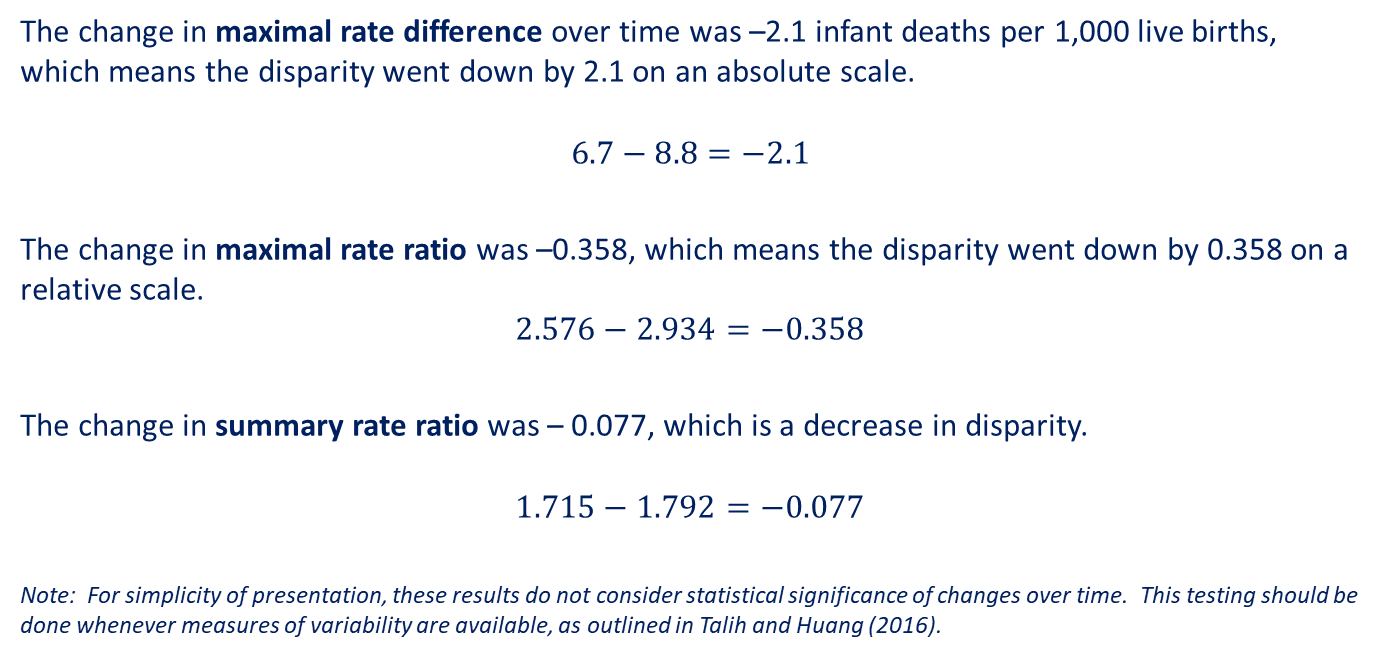 The change in maximal rate difference over time was –2.1 infant deaths per 1,000 live births,
which means the disparity went down by 2.1 on an absolute scale.
6.7 − 8.8 = −2.1
The change in maximal rate ratio was –0.358, which means the disparity went down by 0.358 on a
relative scale.
2.576 − 2.934 = −0.358
The change in summary rate ratio was – 0.077, which is a decrease in disparity.
1.715 − 1.792 = −0.077
Note:  For simplicity of presentation, these results do not consider statistical significance of changes over time.  This testing should be
done whenever measures of variability are available, as outlined in Talih and Huang (2016).